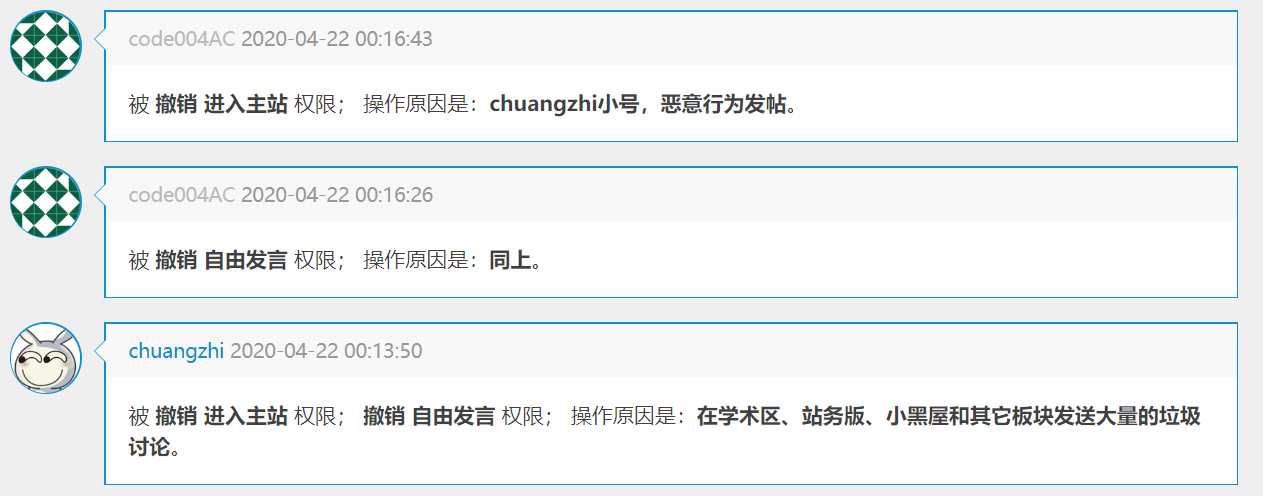 code004AC 2020-04-22 00:16:43
被 撤销 进入主站 权限； 操作原因是：chuangzhi小号，恶意行为发帖。
code004AC 2020-04-22 00:16:26
被 撤销 自由发言 权限； 操作原因是：同上。
chuangzhi 2020-04-22 00:13:50
被 撤销 进入主站 权限； 撤销 自由发言 权限； 操作原因是：在学术区、站务版、小黑屋和其它板块发送大量的垃圾
讨论。